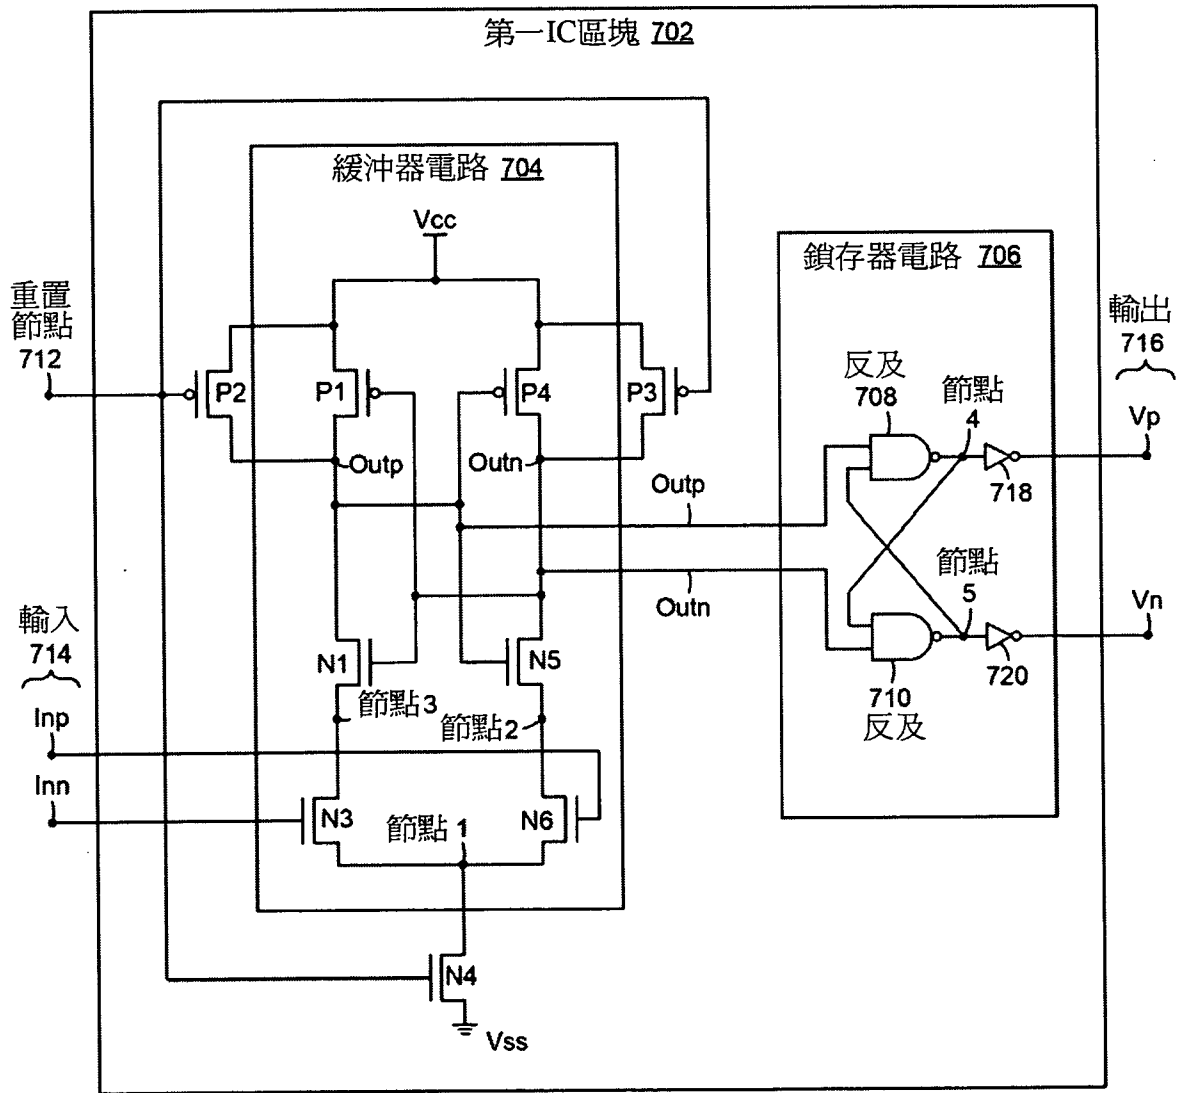 第一IC區塊 702
緩沖器電路 704
Vcc
鎖存器電路 706
重置
節點
712
輸出
716
P2
P1
P4
P3
反及
708
節點
4
Vp
718
Outp
Outn
Outp
Outn
節點
5
Vn
720
710
反及
輸入
714
N1
N5
節點3
節點2
Inp
Inn
N3
N6
節點1
N4
Vss